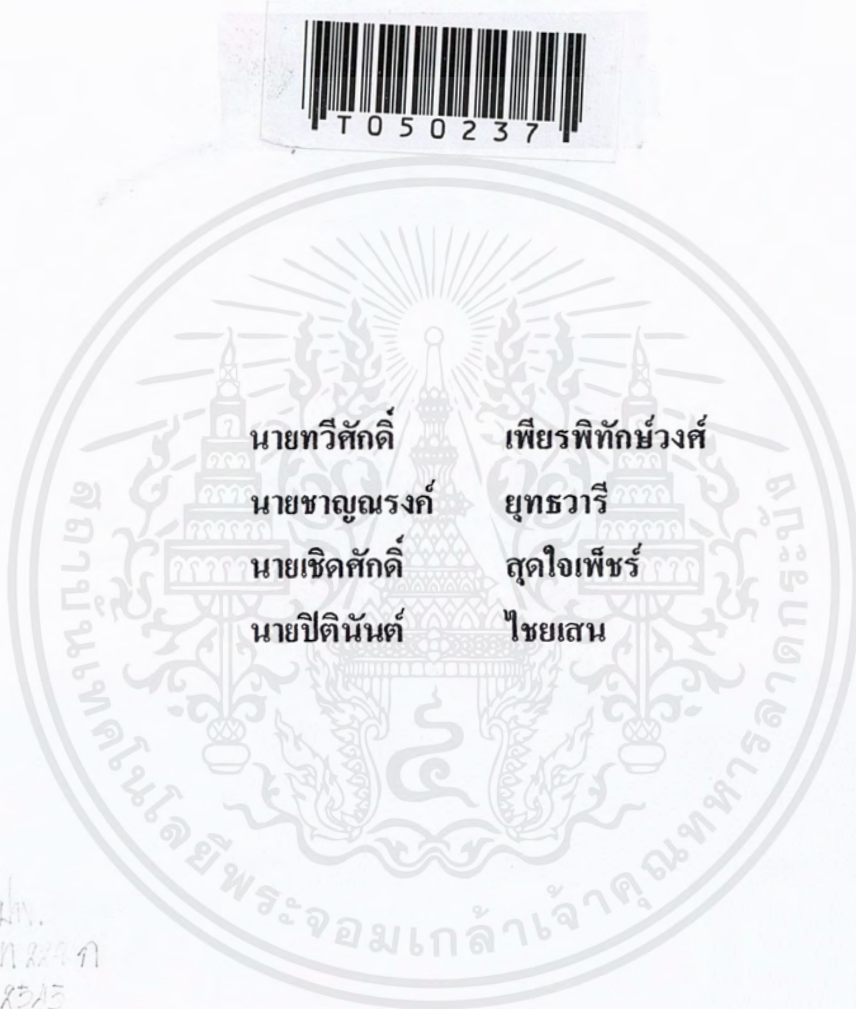 T050237
นายทวีศักดิ์ เพียรพิทักษ์วงศ์
นายชาญณรงค์ ยุทธวารี
นายเชิดศักดิ์ สุดใจเพ็ชร์
นายปิตินันต์ ไชยเสน
สถาบันเทคโนโลยีพระจอมเกล้าเจ้าคุณทหารลาดกระบัง